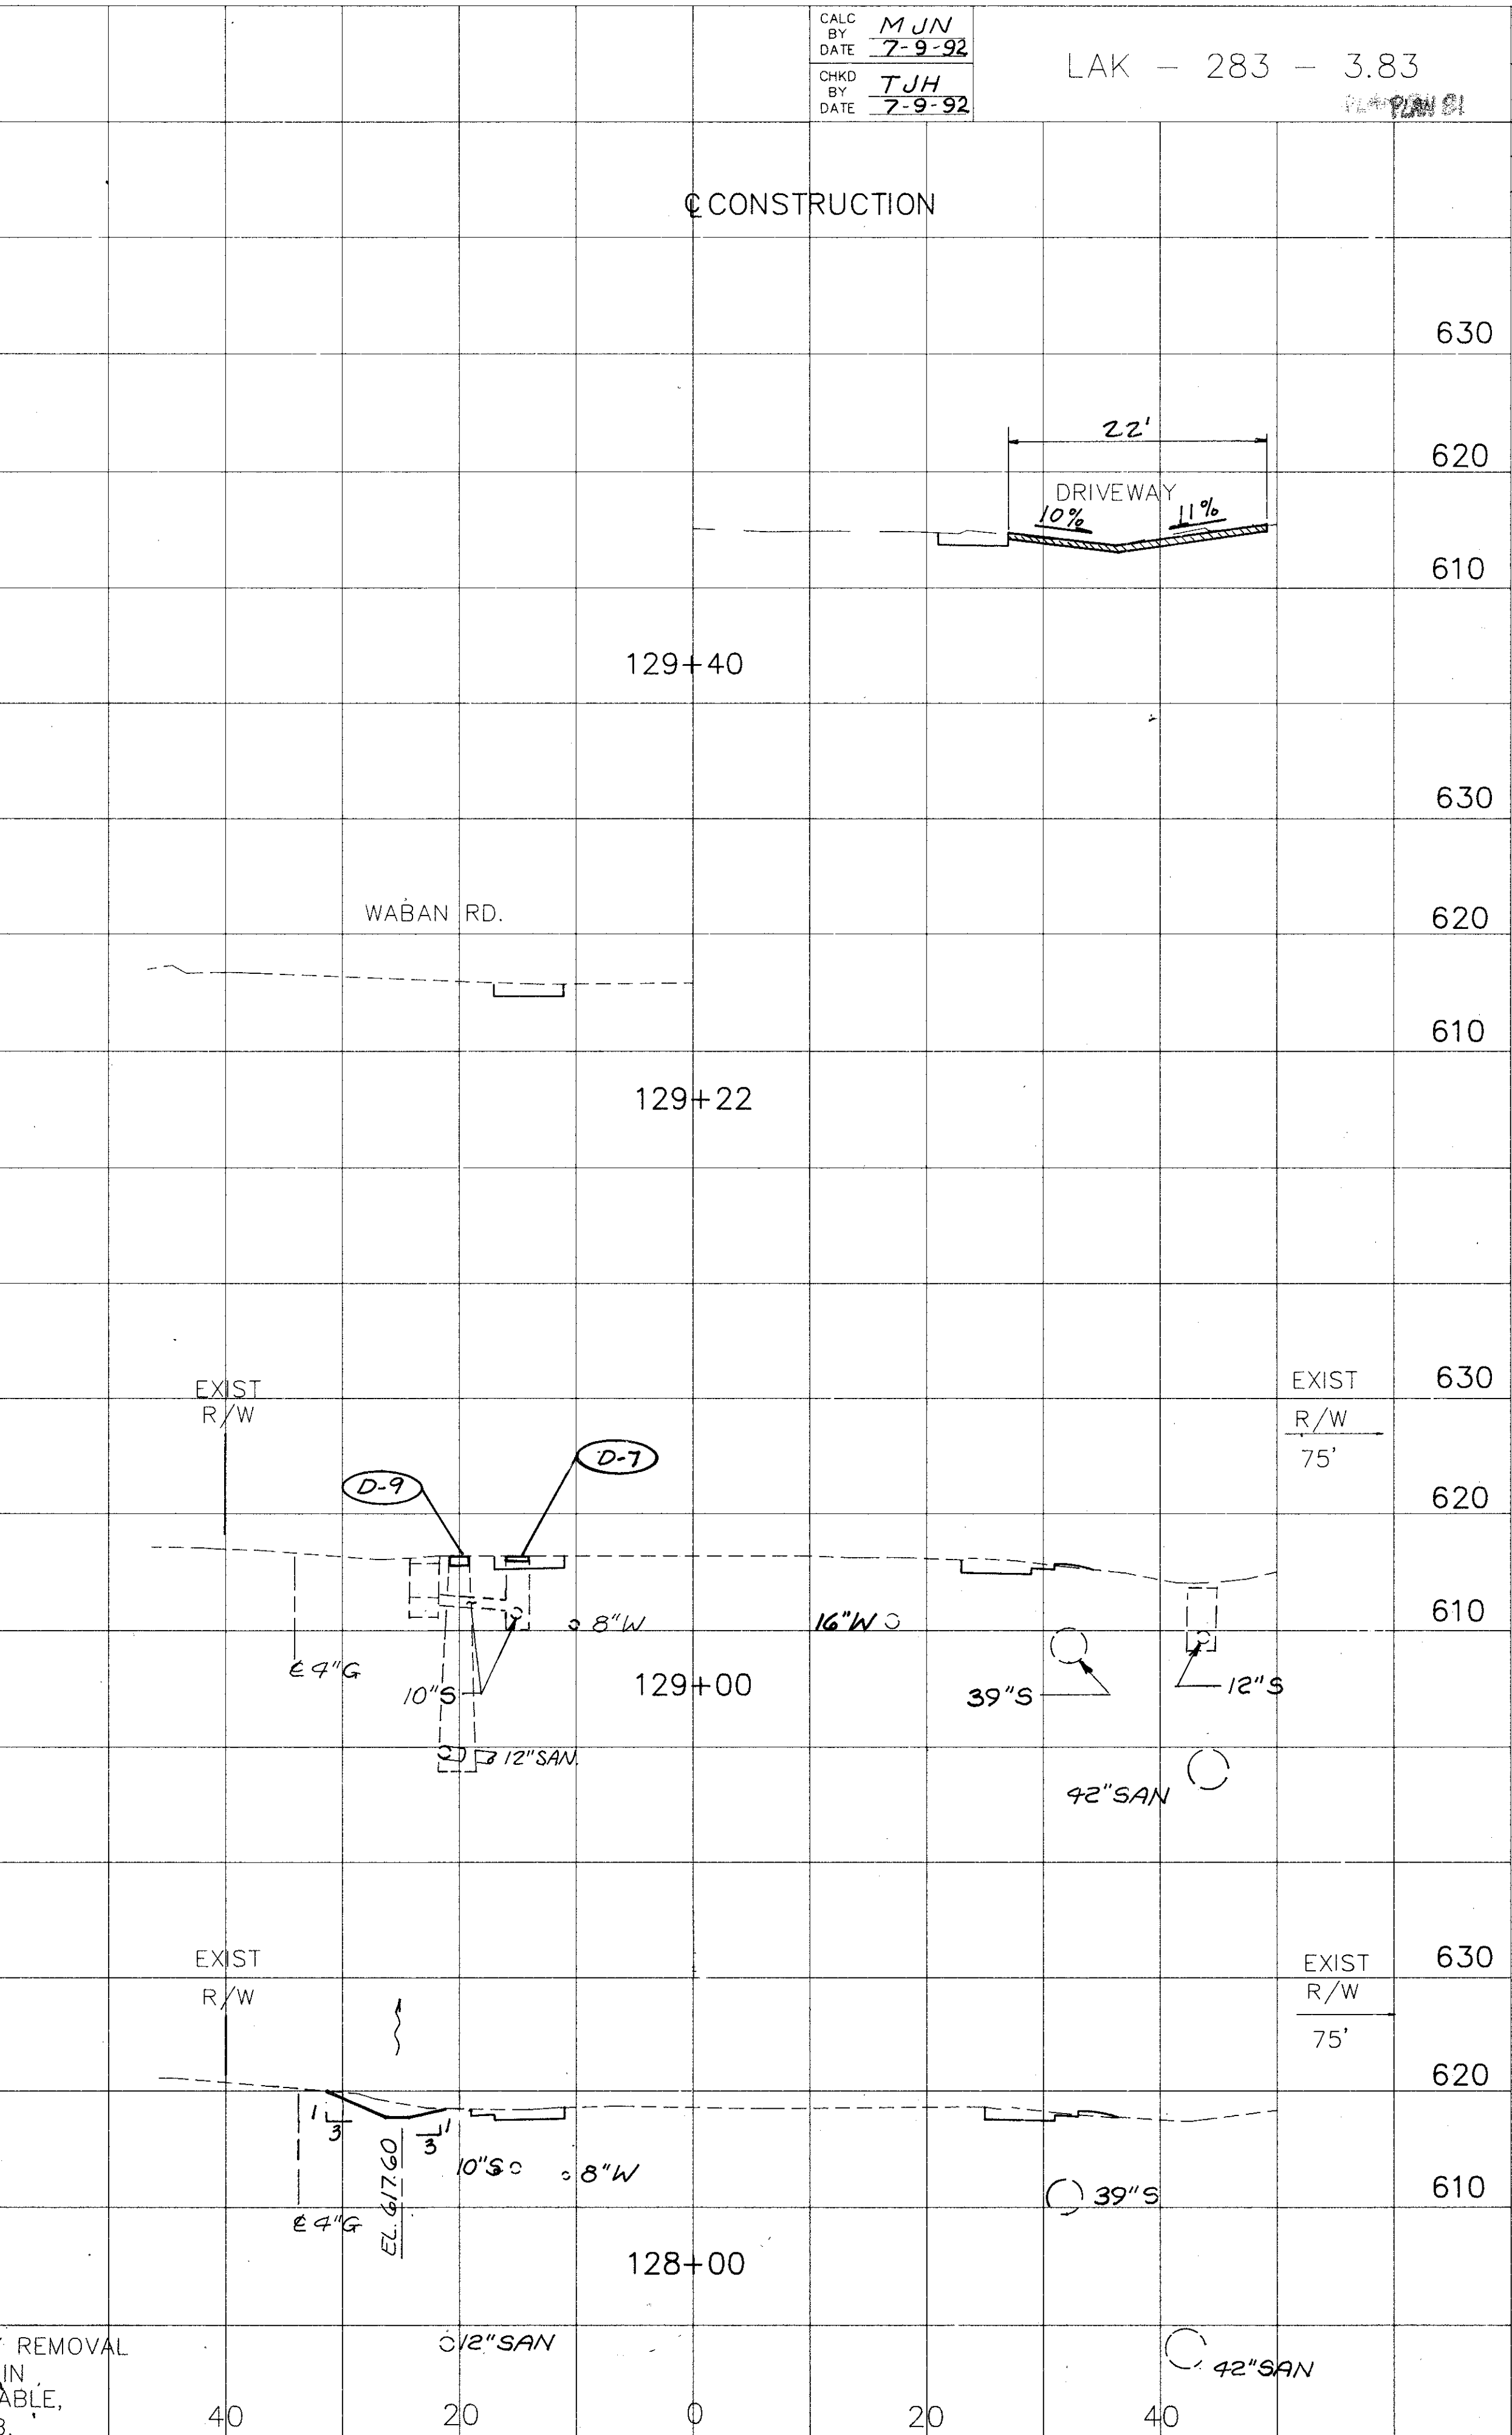 CALC
BY MJN
DATE 7-9-92
CHKD
BY TJH
DATE 7-9-92
LAK - 283 - 3.83
℄ CONSTRUCTION
630
22'
620
DRIVEWAY
10% 11%
610
129+40
630
WABAN RD.
620
610
129+22
EXIST
R/W
EXIST
R/W
75'
630
D-9
D-7
620
℄ 4"G
10"S
8"W
16"W
39"S
12"S
610
129+00
12"SAN.
42"SAN
EXIST
R/W
EXIST
R/W
75'
630
620
1
3
3
1
EL. 617.60
10"S
8"W
39"S
610
℄ 4"G
128+00
REMOVAL
IN
ABLE,
12"SAN
42"SAN
40 20 0 20 40